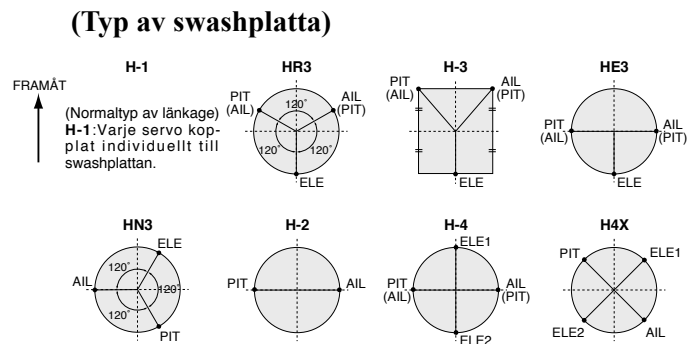 (Typ av swashplatta)
H-1
HR3
H-3
HE3
FRAMÅT
(Normaltyp av länkage)
H-1:Varje servo kop-
plat individuellt till
swashplattan.
PIT
(AIL)
AIL
(PIT)
120˚
120˚
120˚
ELE
PIT
(AIL)
AIL
(PIT)
ELE
PIT
(AIL)
AIL
(PIT)
ELE
HN3
H-2
H-4
H4X
ELE
120˚
AIL
120˚
120˚
PIT
PIT
AIL
ELE1
PIT
(AIL)
AIL
(PIT)
ELE2
PIT
ELE1
ELE2
AIL